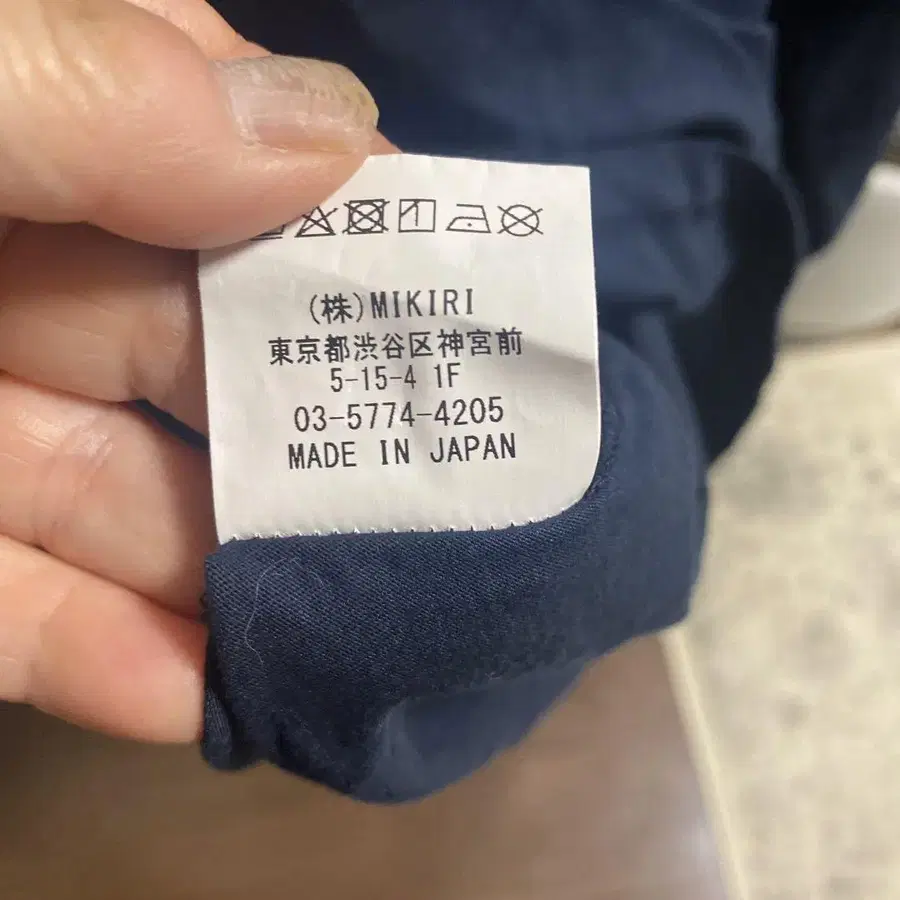 (株)MIKIRI
東京都渋谷区神宮前
5-15-4 1F
03-5774-4205
MADE IN JAPAN